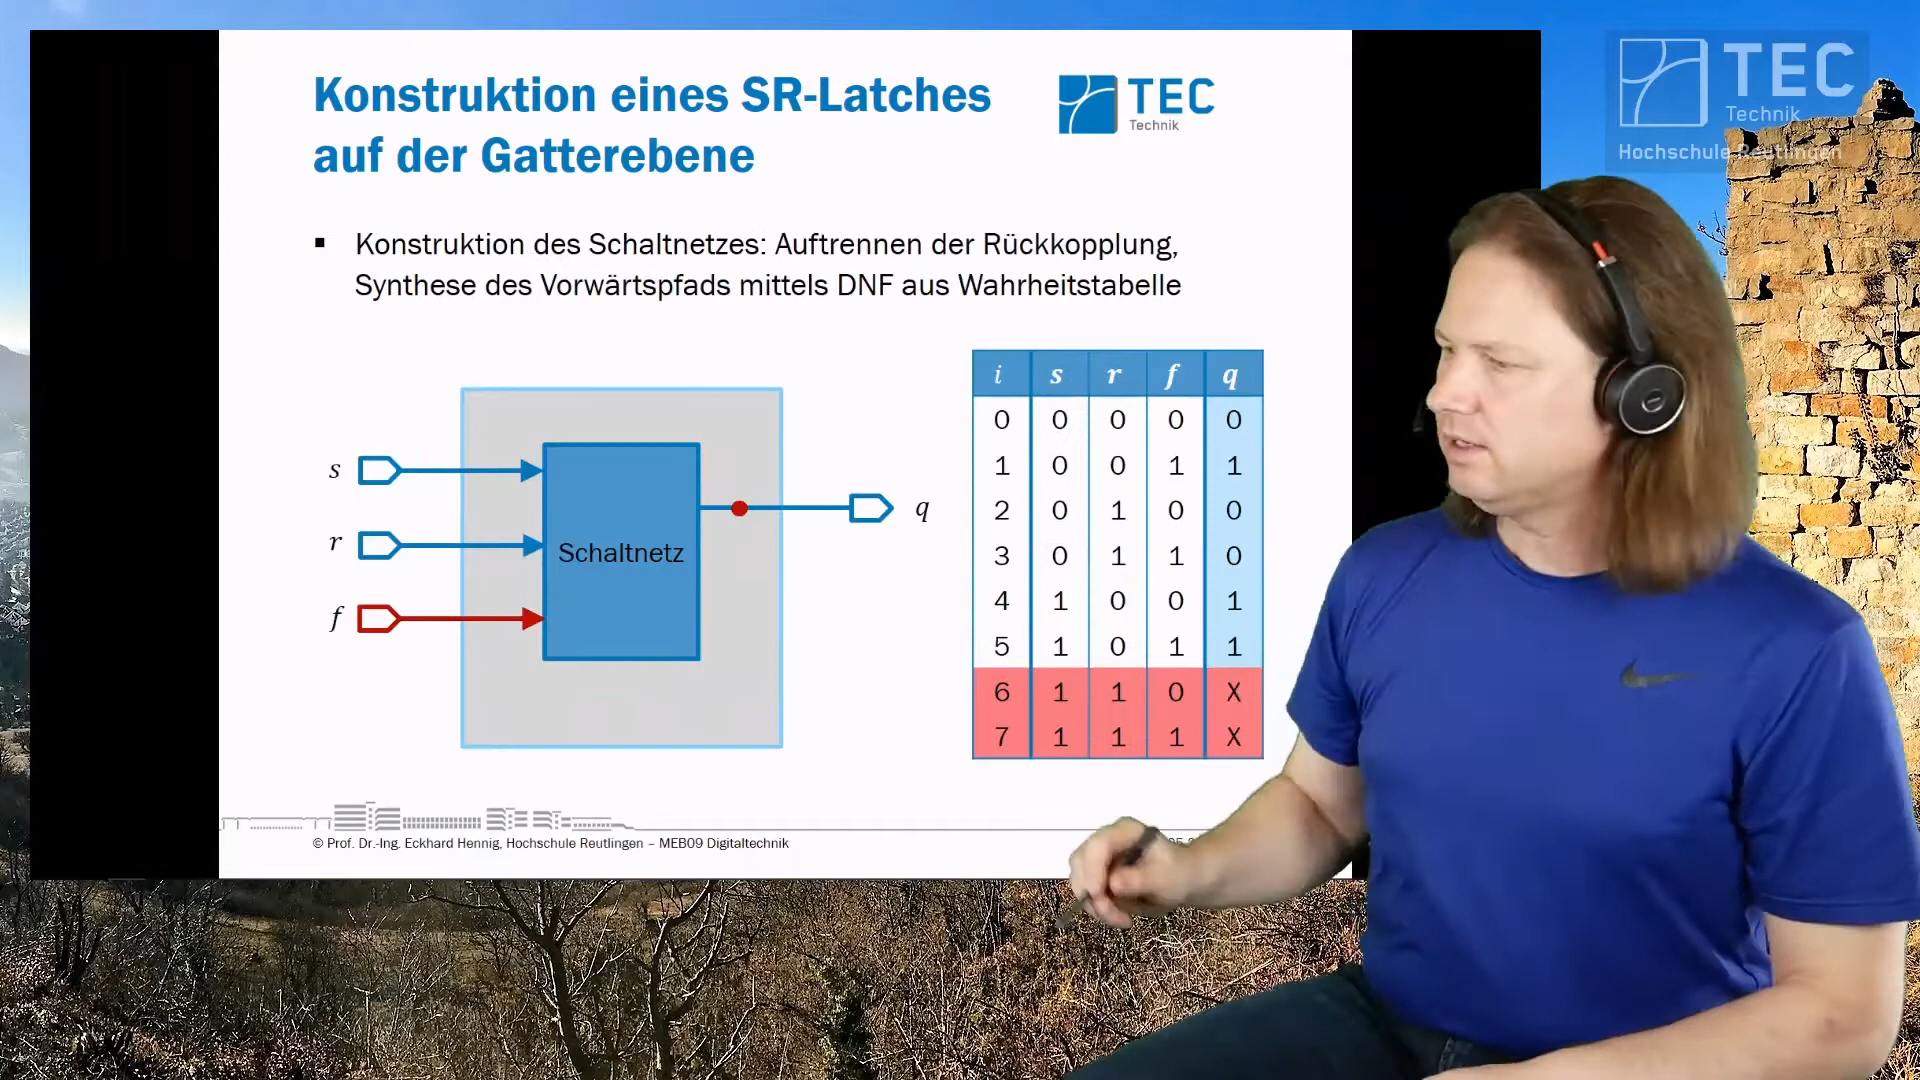 Konstruktion eines SR-Latches
auf der Gatterebene
TEC
Technik
TEC
Technik
Hochschule Reutlingen
▪ Konstruktion des Schaltnetzes: Auftrennen der Rückkopplung,
Synthese des Vorwärtspfads mittels DNF aus Wahrheitstabelle
s
r
f
Schaltnetz
q
i s r f q
0 0 0 0 0
1 0 0 1 1
2 0 1 0 0
3 0 1 1 0
4 1 0 0 1
5 1 0 1 1
6 1 1 0 X
7 1 1 1 X
© Prof. Dr.-Ing. Eckhard Hennig, Hochschule Reutlingen – MEB09 Digitaltechnik